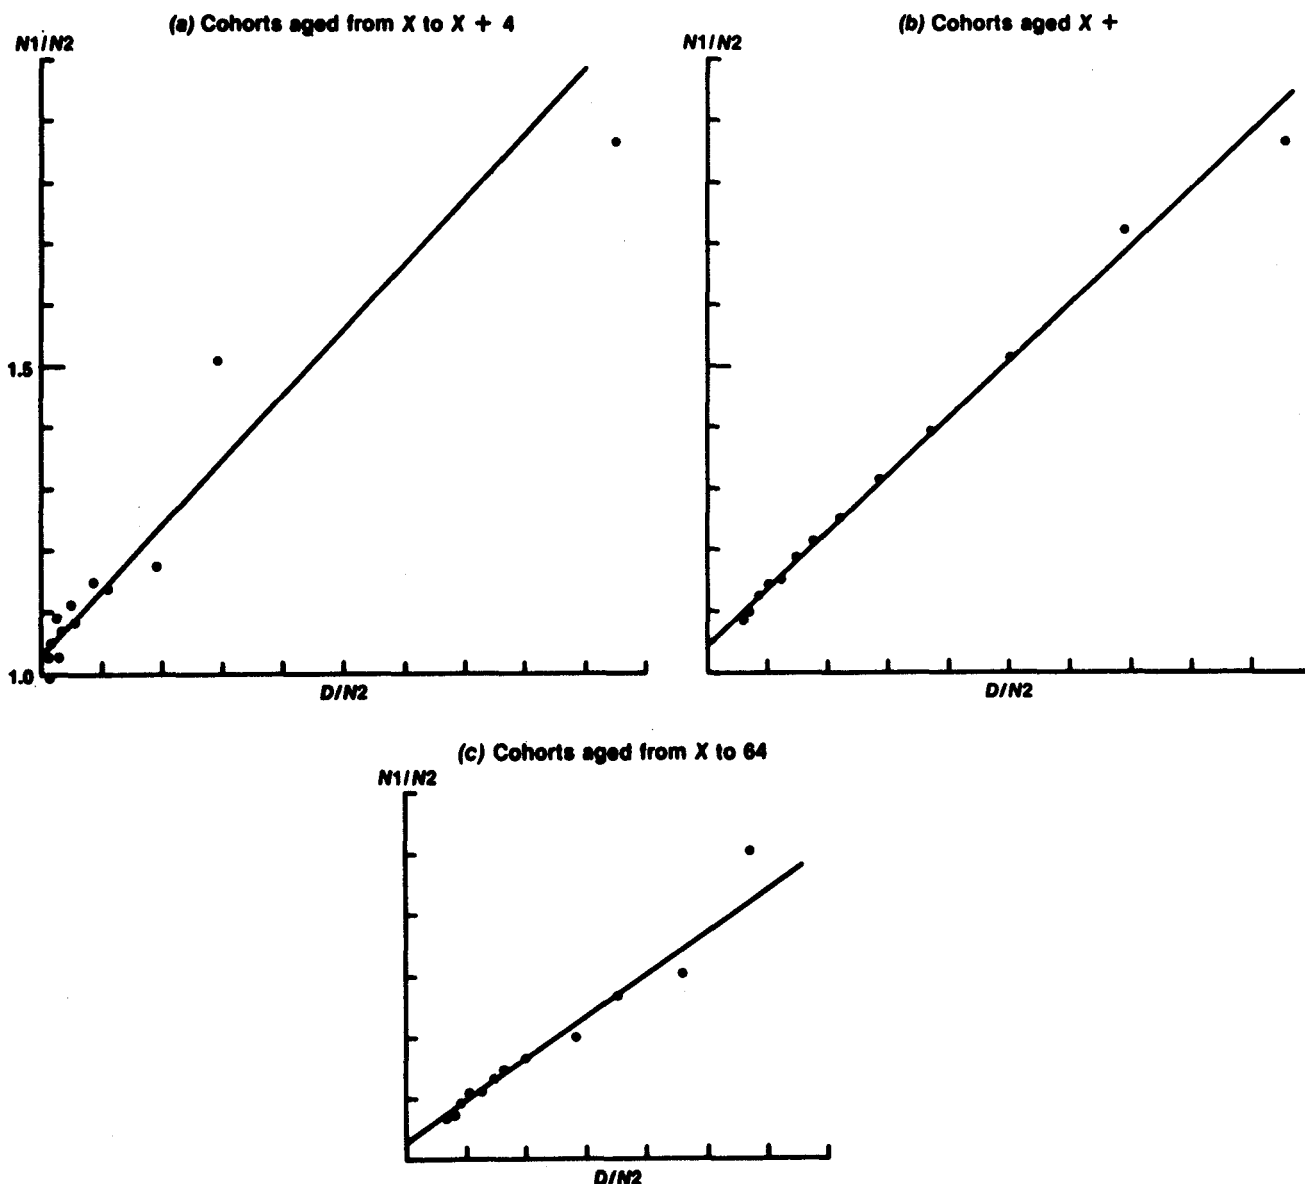 (a) Cohorts aged from X to X + 4
N1/N2
1.5
1.0
D/N2
(b) Cohorts aged X +
N1/N2
D/N2
(c) Cohorts aged from X to 64
N1/N2
D/N2